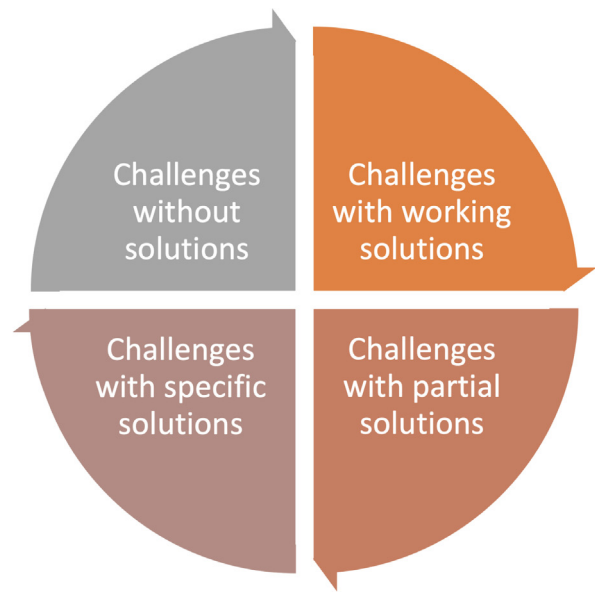 Challenges
without
solutions
Challenges
with working
solutions
Challenges
with specific
solutions
Challenges
with partial
solutions